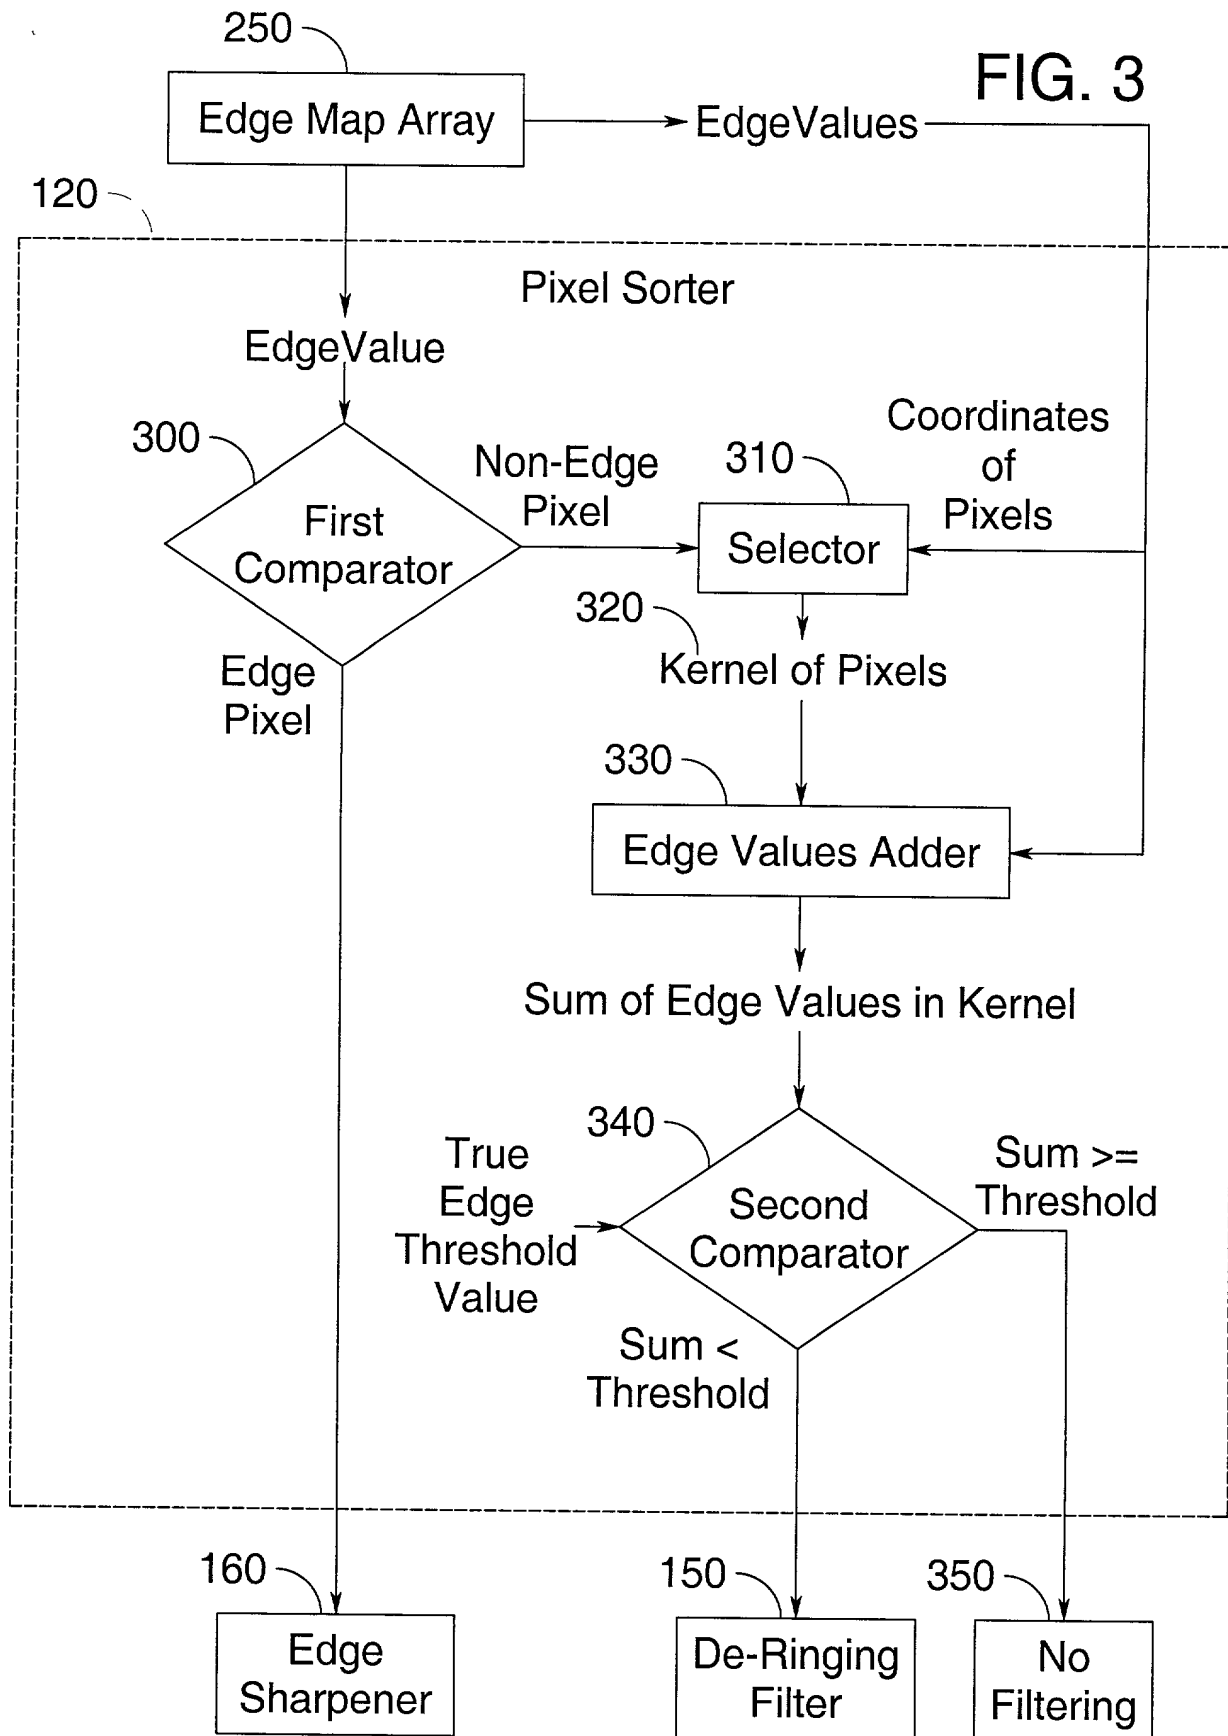 250
FIG. 3
Edge Map Array
EdgeValues
120
Pixel Sorter
EdgeValue
300
First
Comparator
Non-Edge
Pixel
310
Selector
Coordinates
of
Pixels
320
Kernel of Pixels
Edge
Pixel
330
Edge Values Adder
Sum of Edge Values in Kernel
340
True
Edge
Threshold
Value
Second
Comparator
Sum >=
Threshold
Sum <
Threshold
160
Edge
Sharpener
150
De-Ringing
Filter
350
No
Filtering